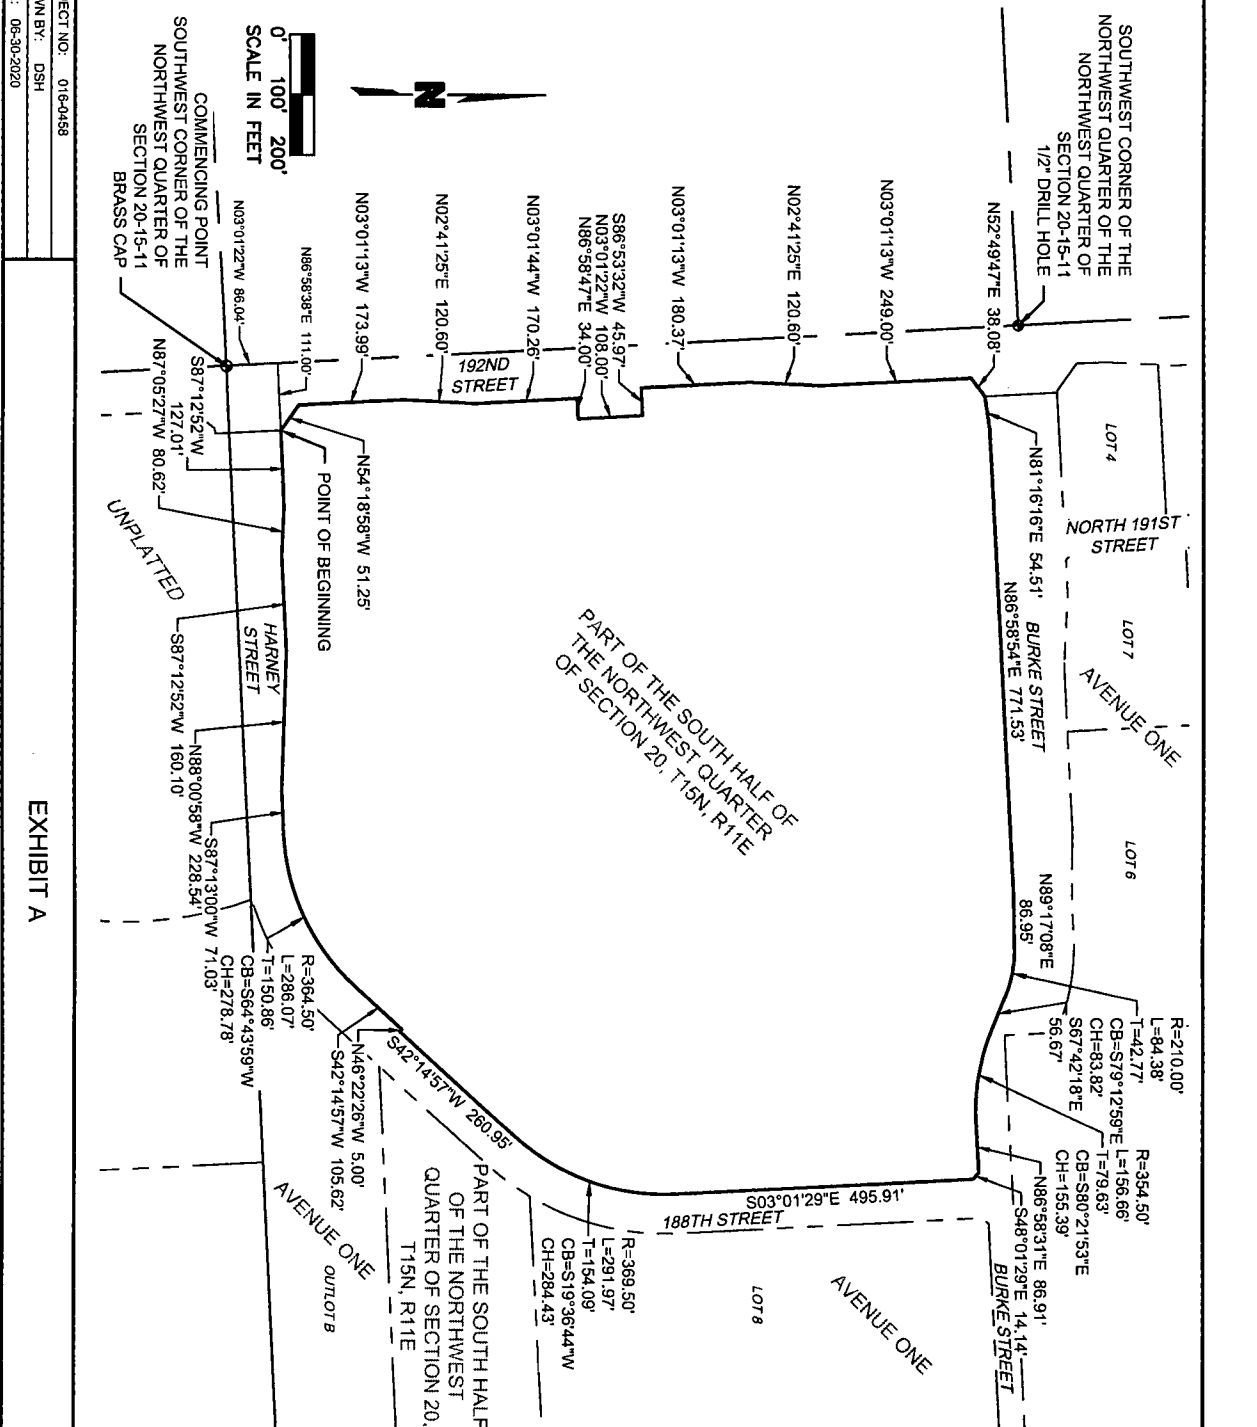 SOUTHWEST CORNER OF THE
NORTHWEST QUARTER OF THE
NORTHWEST QUARTER OF
SECTION 20-15-11
1/2" DRILL HOLE
N52°49'47"E 38.08'
N03°01'13"W 249.00'
N02°41'25"E 120.60'
N03°01'13"W 180.37'
S86°53'32"W 45.97'
N03°01'22"W 108.00'
N86°58'47"E 34.00'
N03°01'44"W 170.26'
N02°41'25"E 120.60'
N03°01'13"W 173.99'
N86°58'38"E 111.00'
N03°01'22"W 86.04'
COMMENCING POINT
SOUTHWEST CORNER OF THE
NORTHWEST QUARTER OF
SECTION 20-15-11
BRASS CAP
N
0' 100' 200'
SCALE IN FEET
192ND
STREET
LOT 4
NORTH 191ST
STREET
LOT 7
AVENUE ONE
LOT 6
N81°16'16"E 54.51'
BURKE STREET
N86°58'54"E 771.53'
N89°17'08"E
86.95'
R=210.00'
L=84.38'
T=42.77'
CB=S79°12'59"E
CH=83.82'
S67°42'18"E
56.67'
R=354.50'
L=156.66'
T=79.63'
CB=S80°21'53"E
CH=155.39'
N86°58'31"E 86.91'
S48°01'29"E 14.14'
BURKE STREET
PART OF THE SOUTH HALF OF
THE NORTHWEST QUARTER
OF SECTION 20, T15N, R11E
S03°01'29"E 495.91'
188TH STREET
AVENUE ONE
LOT 8
R=369.50'
L=291.97'
T=154.09'
CB=S19°36'44"W
CH=284.43'
PART OF THE SOUTH HALF
OF THE NORTHWEST
QUARTER OF SECTION 20,
T15N, R11E
S42°14'57"W 260.95'
N46°22'26"W 5.00'
S42°14'57"W 105.62'
AVENUE ONE
OUTLOT B
R=364.50'
L=286.07'
T=150.86'
CB=S64°43'59"W
CH=278.78'
S87°13'00"W 71.03'
N88°00'58"W 228.54'
S87°12'52"W 160.10'
HARNEY
STREET
N54°18'58"W 51.25'
POINT OF BEGINNING
S87°12'52"W
127.01'
N87°05'27"W 80.62'
UNPLATTED
ECT NO: 016-0458
WN BY: DSH
: 06-30-2020
EXHIBIT A